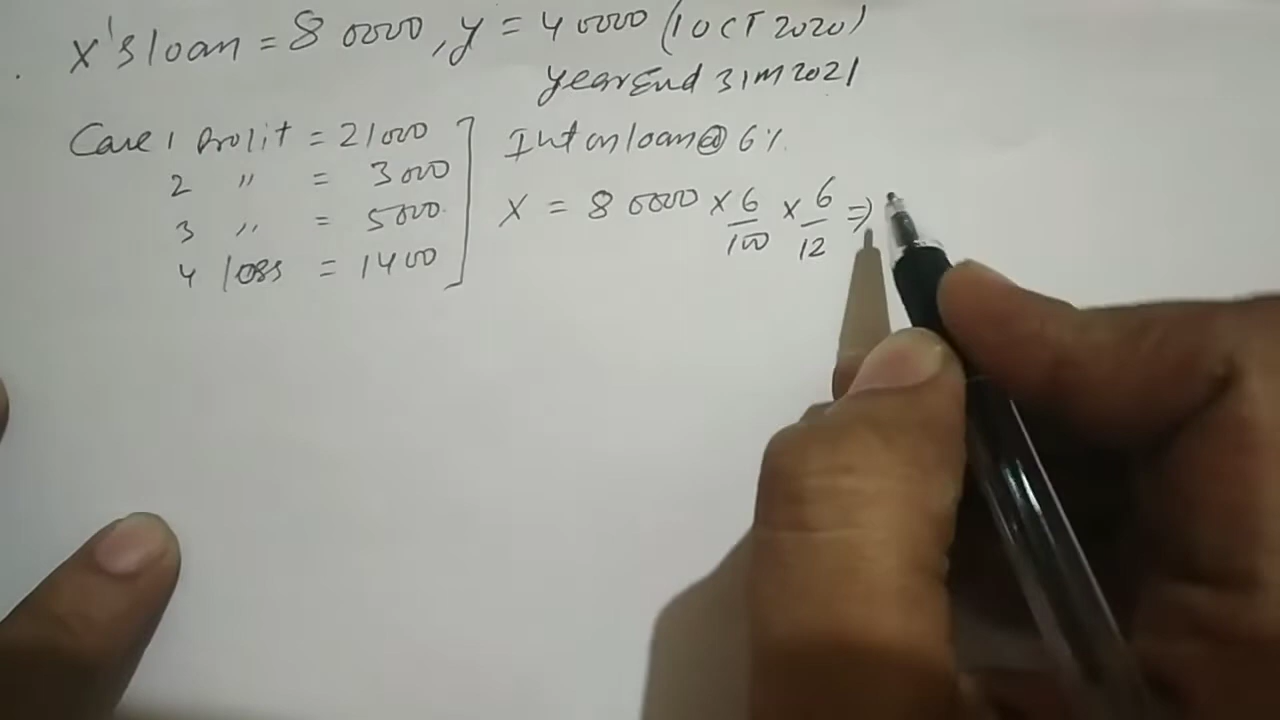 X's loan = 80000, y = 40000 (1 OCT 2020)
year End 31 M 2021
Case 1 Profit = 21000
2 " = 3000
3 " = 5000
4 loss = 1400
Int on loan @ 6%
X = 80000 × 6/100 × 6/12 ⇒